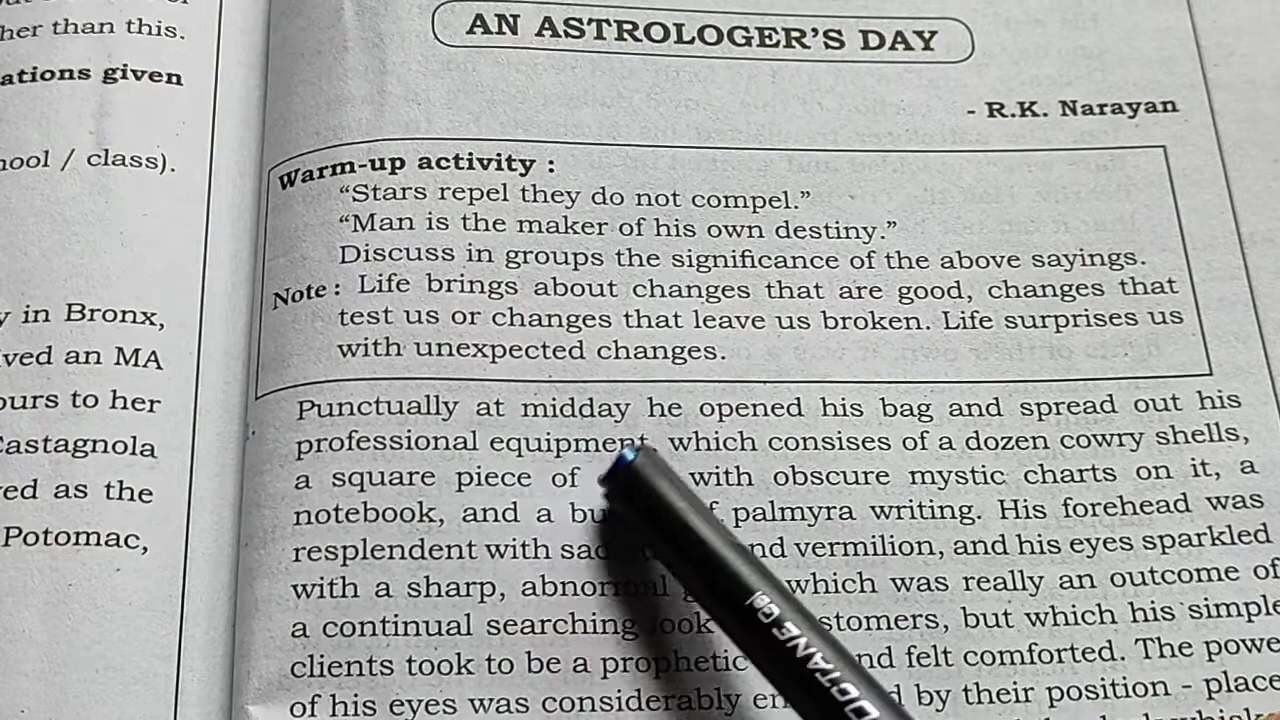 her than this.
ations given
hool / class).
y in Bronx,
ved an MA
ours to her
Castagnola
ed as the
Potomac,
AN ASTROLOGER'S DAY
- R.K. Narayan
Warm-up activity :
“Stars repel they do not compel.”
“Man is the maker of his own destiny.”
Discuss in groups the significance of the above sayings.
Note : Life brings about changes that are good, changes that
test us or changes that leave us broken. Life surprises us
with unexpected changes.
Punctually at midday he opened his bag and spread out his
professional equipment, which consises of a dozen cowry shells,
a square piece of with obscure mystic charts on it, a
notebook, and a bu f palmyra writing. His forehead was
resplendent with sac nd vermilion, and his eyes sparkled
with a sharp, abnormal which was really an outcome of
a continual searching look stomers, but which his simple
clients took to be a prophetic nd felt comforted. The powe
of his eyes was considerably en d by their position - place
OCTANE Gel